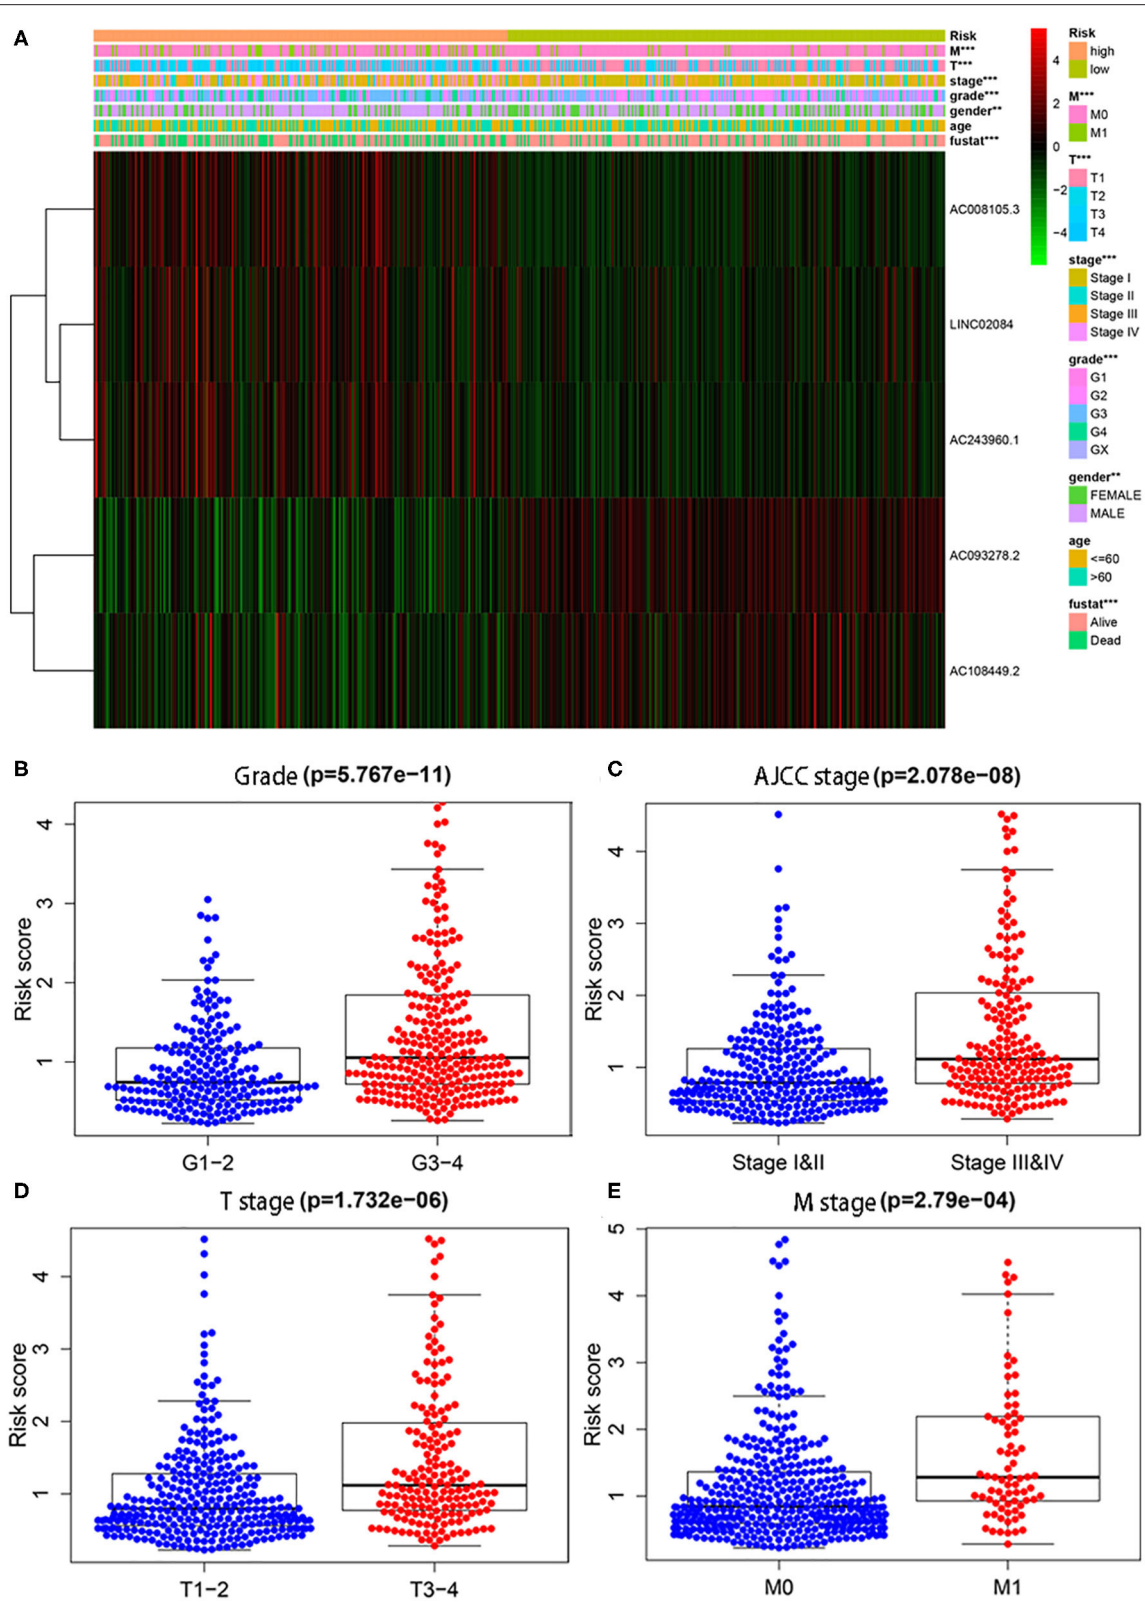 A
Risk
M***
T***
stage***
grade***
gender**
age
fustat***
AC008105.3
LINC02084
AC243960.1
AC093278.2
AC108449.2
4
2
0
−2
−4
Risk
high
low
M***
M0
M1
T***
T1
T2
T3
T4
stage***
Stage I
Stage II
Stage III
Stage IV
grade***
G1
G2
G3
G4
GX
gender**
FEMALE
MALE
age
<=60
>60
fustat***
Alive
Dead
B
Grade (p=5.767e−11)
Risk score
4
3
2
1
G1−2
G3−4
C
AJCC stage (p=2.078e−08)
Risk score
4
3
2
1
Stage I&II
Stage III&IV
D
T stage (p=1.732e−06)
Risk score
4
3
2
1
T1−2
T3−4
E
M stage (p=2.79e−04)
Risk score
5
4
3
2
1
M0
M1